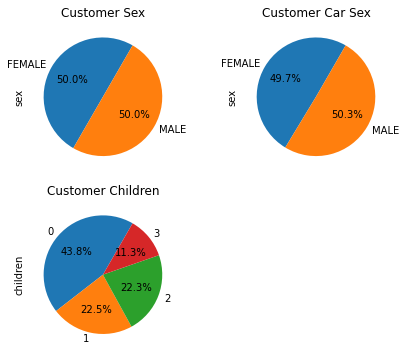 Customer Sex
FEMALE
50.0%
50.0%
MALE
sex
Customer Car Sex
FEMALE
49.7%
50.3%
MALE
sex
Customer Children
0
3
43.8%
11.3%
22.3%
2
22.5%
1
children